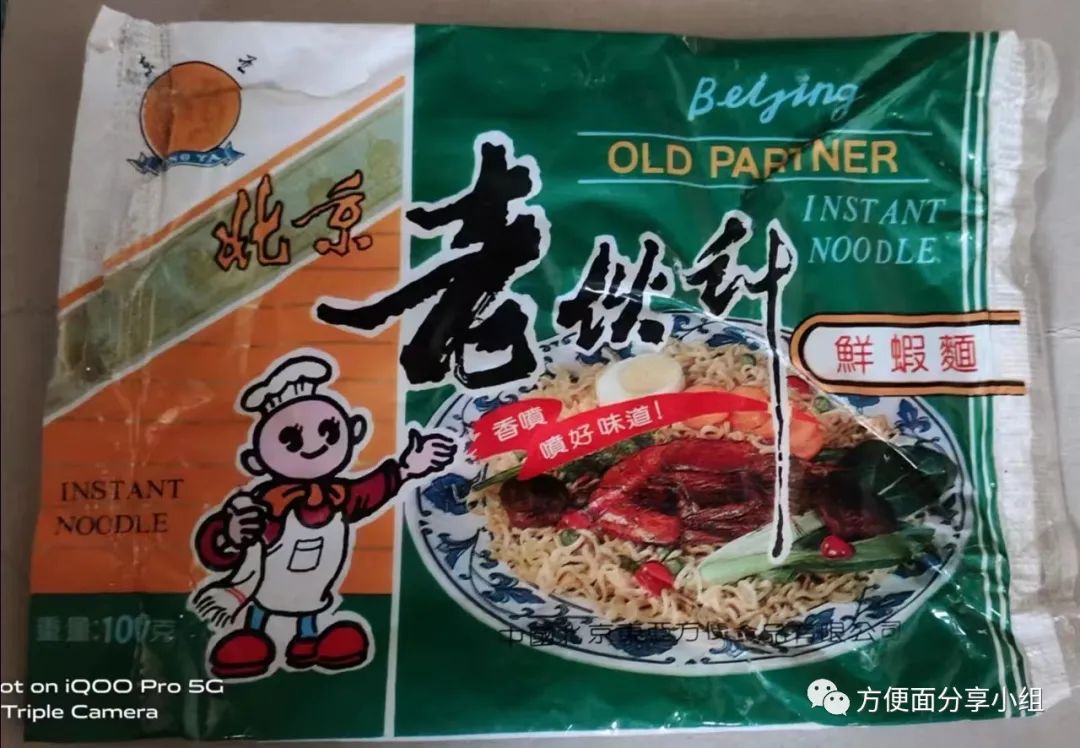 Beijing
OLD PARTNER
INSTANT
NOODLE
北京
老伙计
鮮蝦麵
香噴
噴好味道!
INSTANT
NOODLE
重量:100克
ot on iQOO Pro 5G
Triple Camera
方便面分享小组